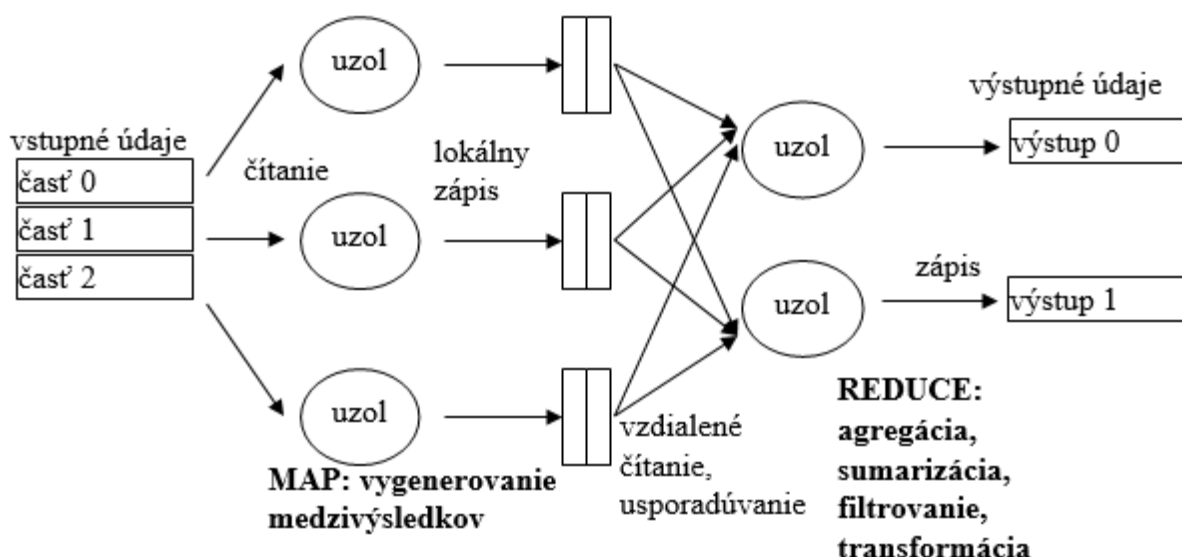 vstupné údaje
časť 0
časť 1
časť 2
čítanie
uzol
uzol
uzol
MAP: vygenerovanie
medzivýsledkov
lokálny
zápis
vzdialené
čítanie,
usporadúvanie
uzol
uzol
REDUCE:
agregácia,
sumarizácia,
filtrovanie,
transformácia
zápis
výstupné údaje
výstup 0
výstup 1